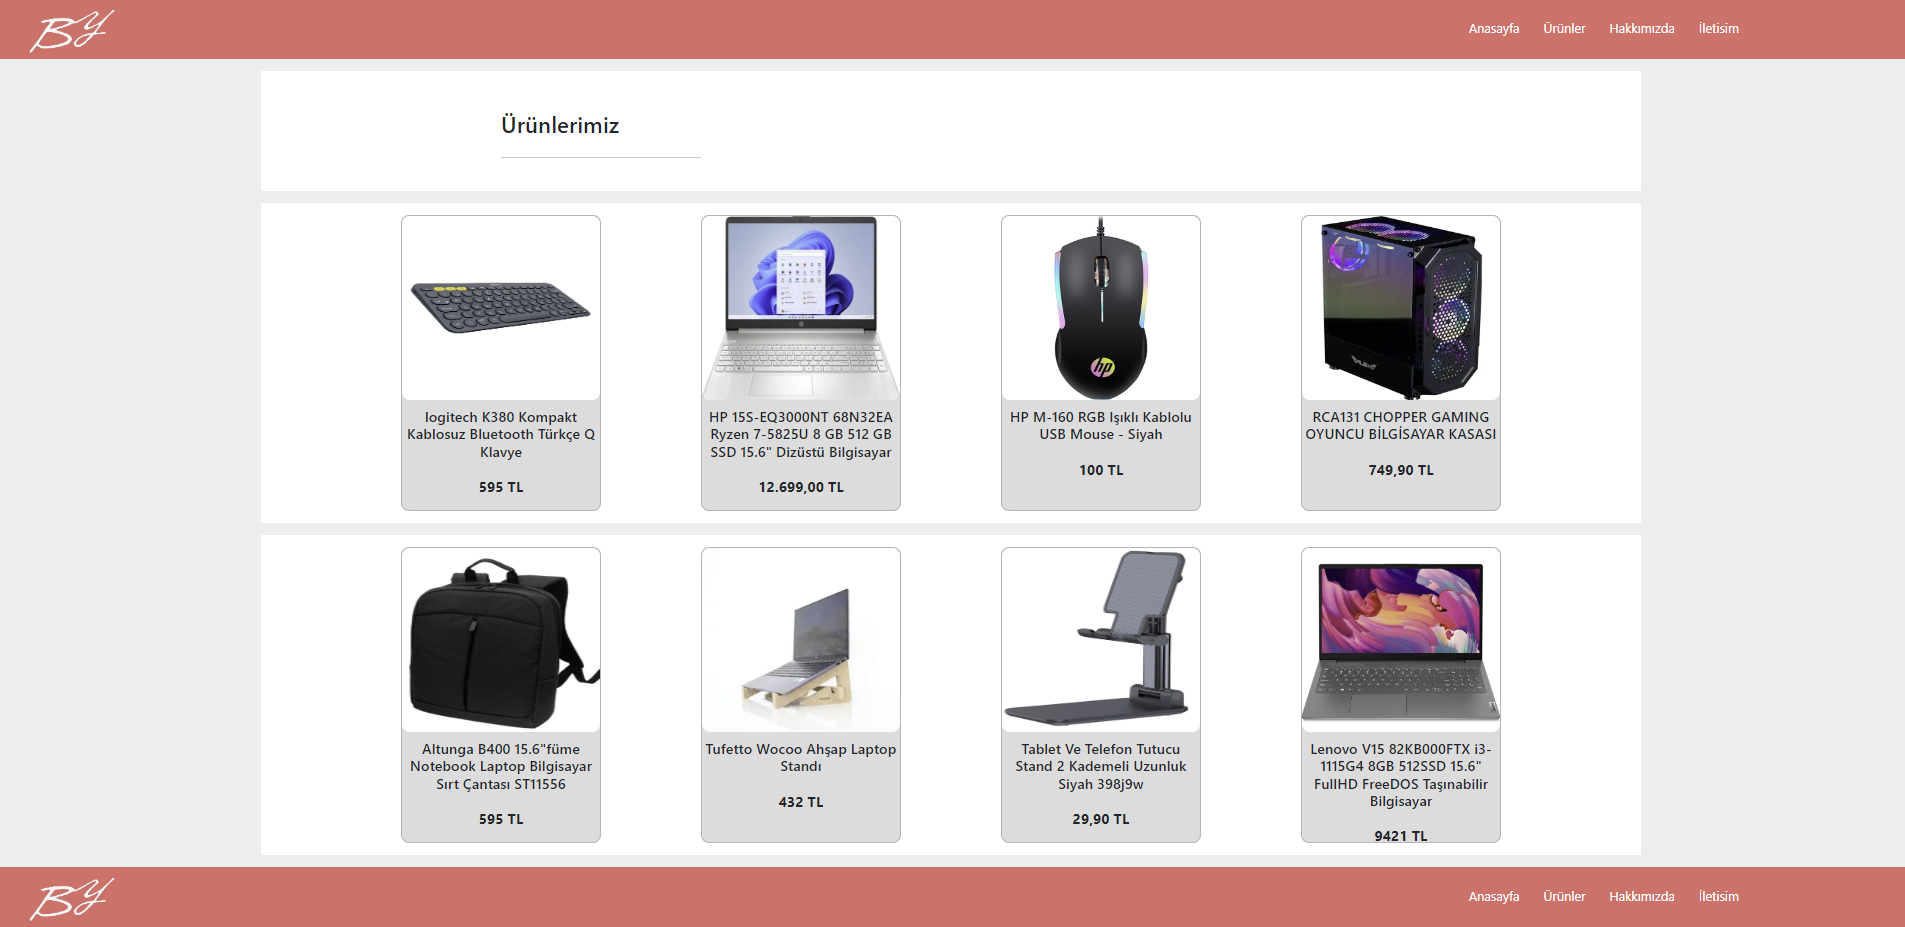 BY
Anasayfa Ürünler Hakkımızda İletisim
Ürünlerimiz
hp
logitech K380 Kompakt
Kablosuz Bluetooth Türkçe Q
Klavye
595 TL
HP 15S-EQ3000NT 68N32EA
Ryzen 7-5825U 8 GB 512 GB
SSD 15.6" Dizüstü Bilgisayar
12.699,00 TL
HP M-160 RGB Işıklı Kablolu
USB Mouse - Siyah
100 TL
RCA131 CHOPPER GAMING
OYUNCU BİLGİSAYAR KASASI
749,90 TL
Altunga B400 15.6"füme
Notebook Laptop Bilgisayar
Sırt Çantası ST11556
595 TL
Tufetto Wocoo Ahşap Laptop
Standı
432 TL
Tablet Ve Telefon Tutucu
Stand 2 Kademeli Uzunluk
Siyah 398j9w
29,90 TL
Lenovo V15 82KB000FTX i3-
1115G4 8GB 512SSD 15.6"
FullHD FreeDOS Taşınabilir
Bilgisayar
9421 TL
BY
Anasayfa Ürünler Hakkımızda İletisim